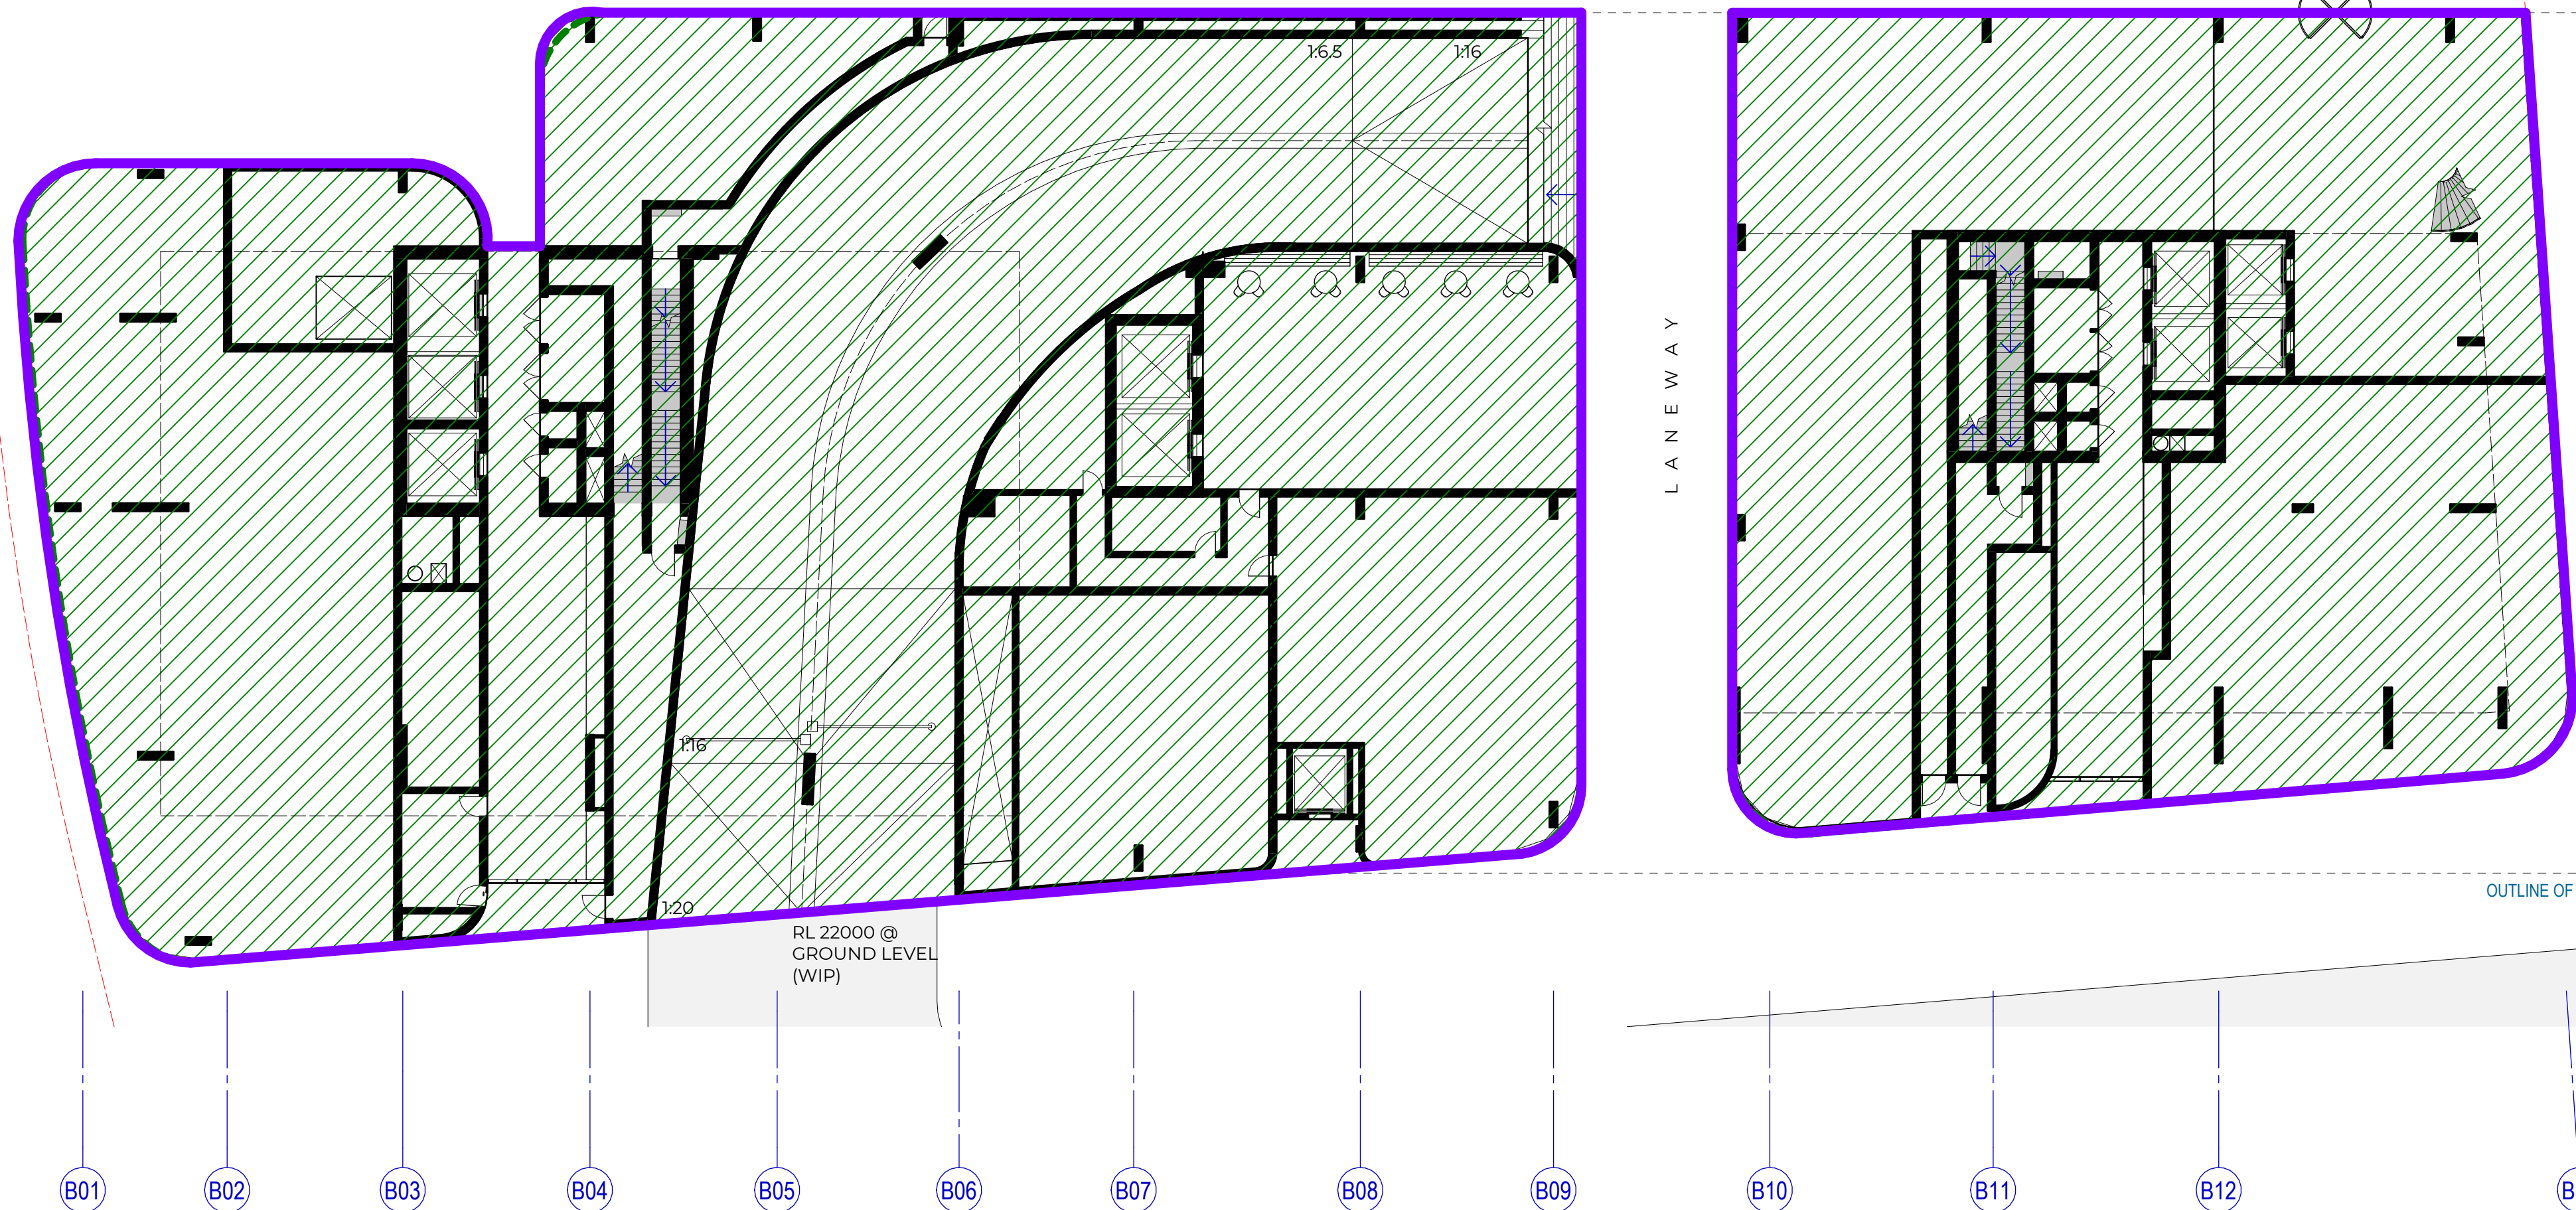 1:6.5
1:16
LANEWAY
1:16
1:20
OUTLINE OF
RL 22000 @
GROUND LEVEL
(WIP)
B01
B02
B03
B04
B05
B06
B07
B08
B09
B10
B11
B12
B